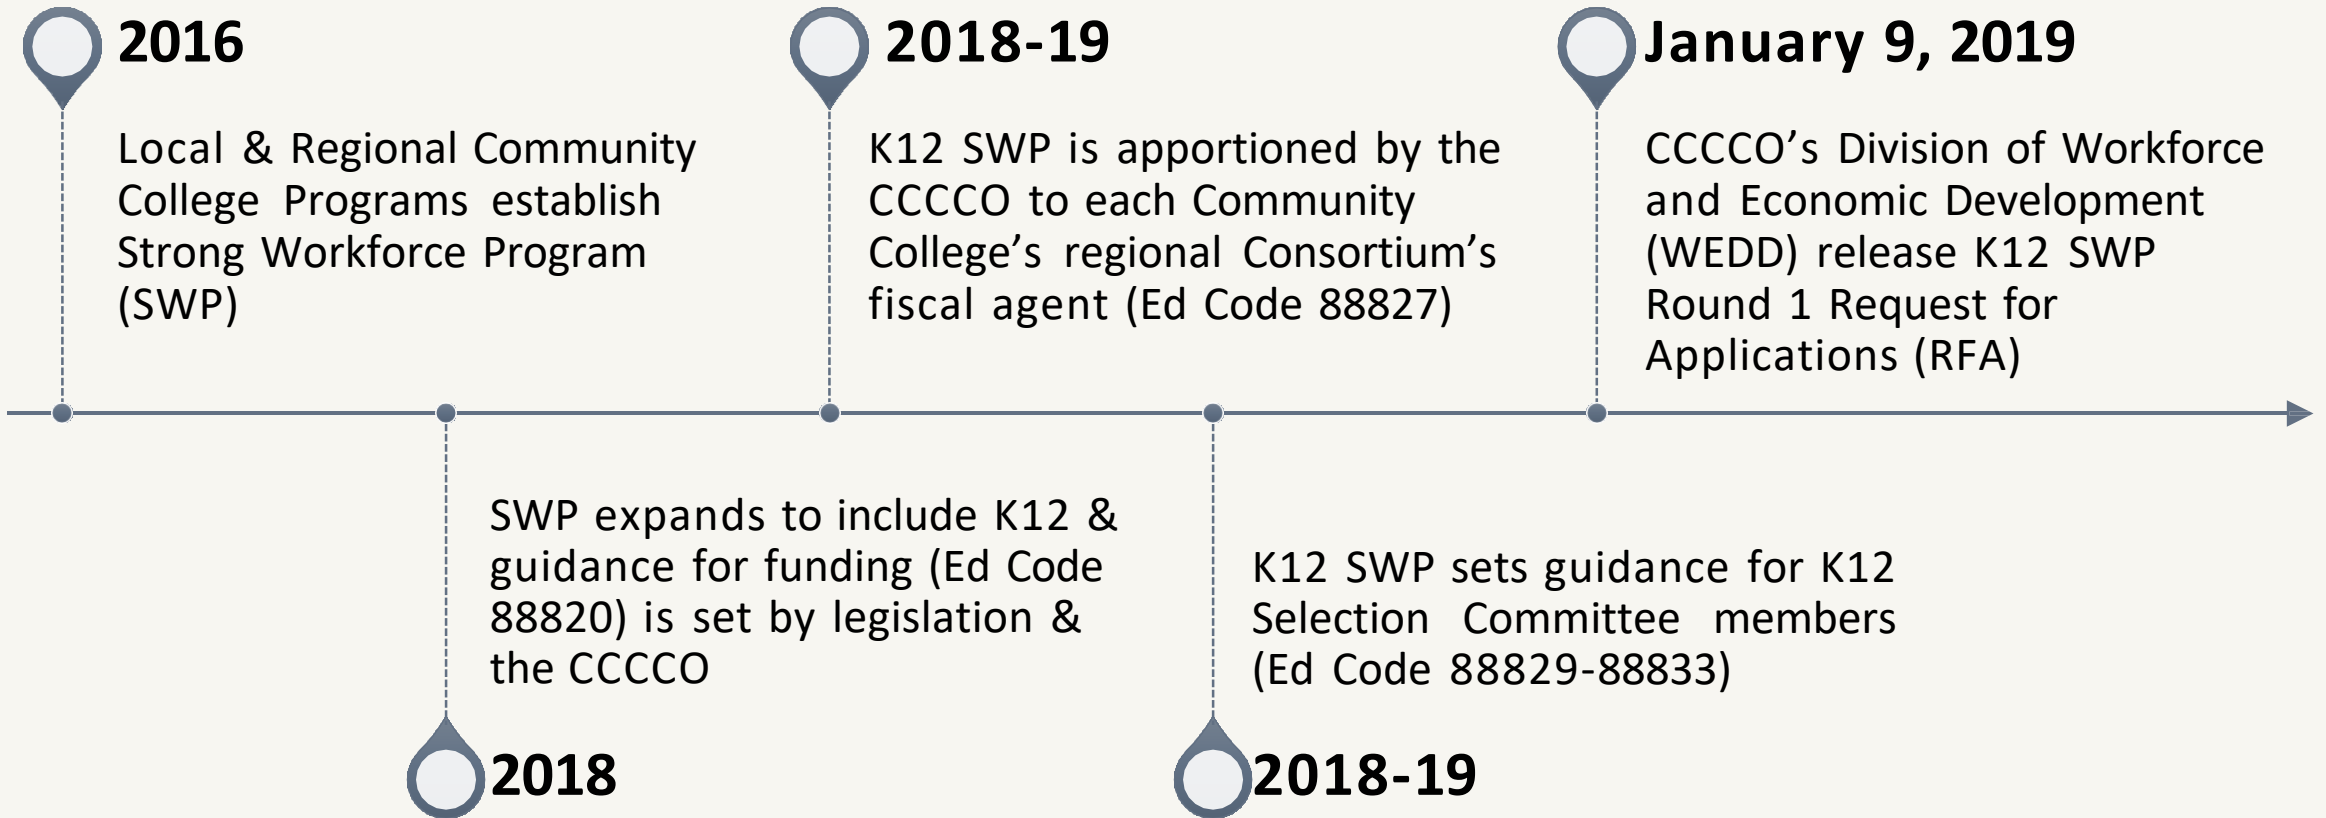 2016
Local & Regional Community
College Programs establish
Strong Workforce Program
(SWP)
SWP expands to include K12 &
guidance for funding (Ed Code
88820) is set by legislation &
the CCCCO
2018
2018-19
K12 SWP is apportioned by the
CCCCO to each Community
College’s regional Consortium’s
fiscal agent (Ed Code 88827)
K12 SWP sets guidance for K12
Selection Committee members
(Ed Code 88829-88833)
2018-19
January 9, 2019
CCCCO’s Division of Workforce
and Economic Development
(WEDD) release K12 SWP
Round 1 Request for
Applications (RFA)